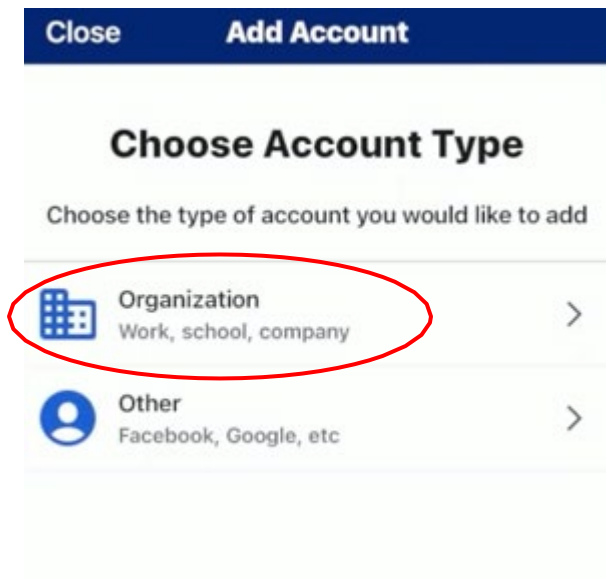 Close Add Account
Choose Account Type
Choose the type of account you would like to add
Organization
Work, school, company
Other
Facebook, Google, etc